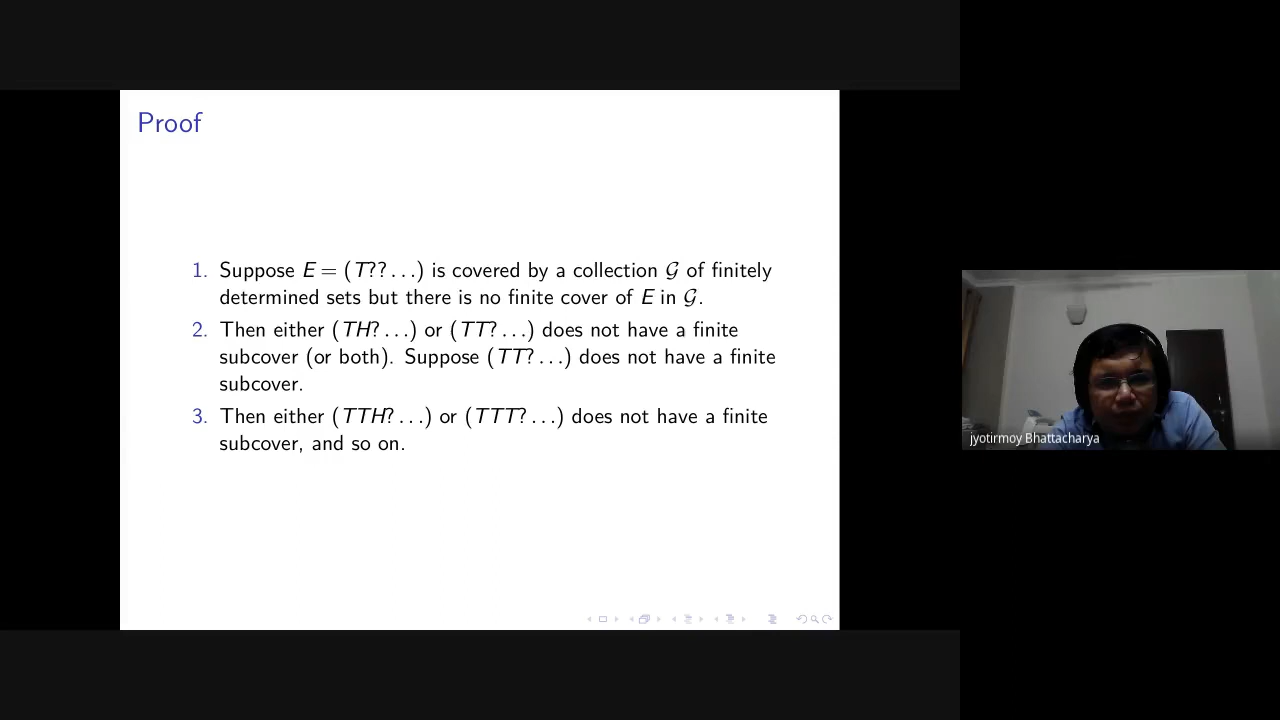 Proof
1. Suppose E = (T?? . . .) is covered by a collection 𝒢 of finitely
determined sets but there is no finite cover of E in 𝒢.
2. Then either (TH? . . .) or (TT? . . .) does not have a finite
subcover (or both). Suppose (TT? . . .) does not have a finite
subcover.
3. Then either (TTH? . . .) or (TTT? . . .) does not have a finite
subcover, and so on.
jyotirmoy Bhattacharya